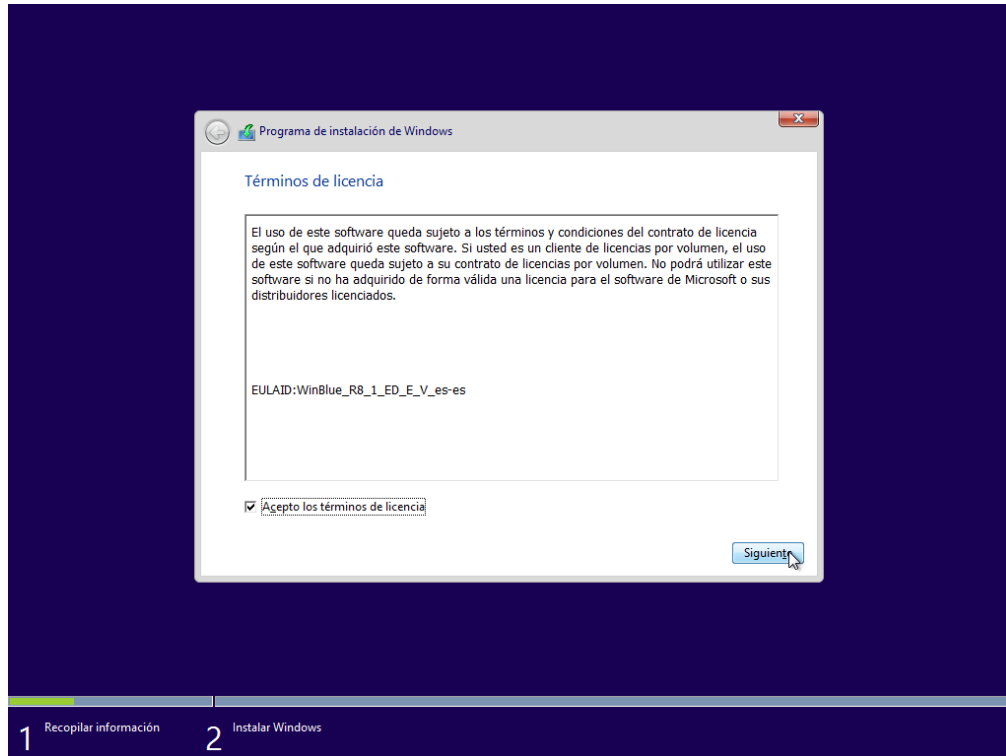 Programa de instalación de Windows
Términos de licencia
El uso de este software queda sujeto a los términos y condiciones del contrato de licencia
según el que adquirió este software. Si usted es un cliente de licencias por volumen, el uso
de este software queda sujeto a su contrato de licencias por volumen. No podrá utilizar este
software si no ha adquirido de forma válida una licencia para el software de Microsoft o sus
distribuidores licenciados.
EULAID:WinBlue_R8_1_ED_E_V_es-es
Acepto los términos de licencia
Siguiente
1 Recopilar información 2 Instalar Windows